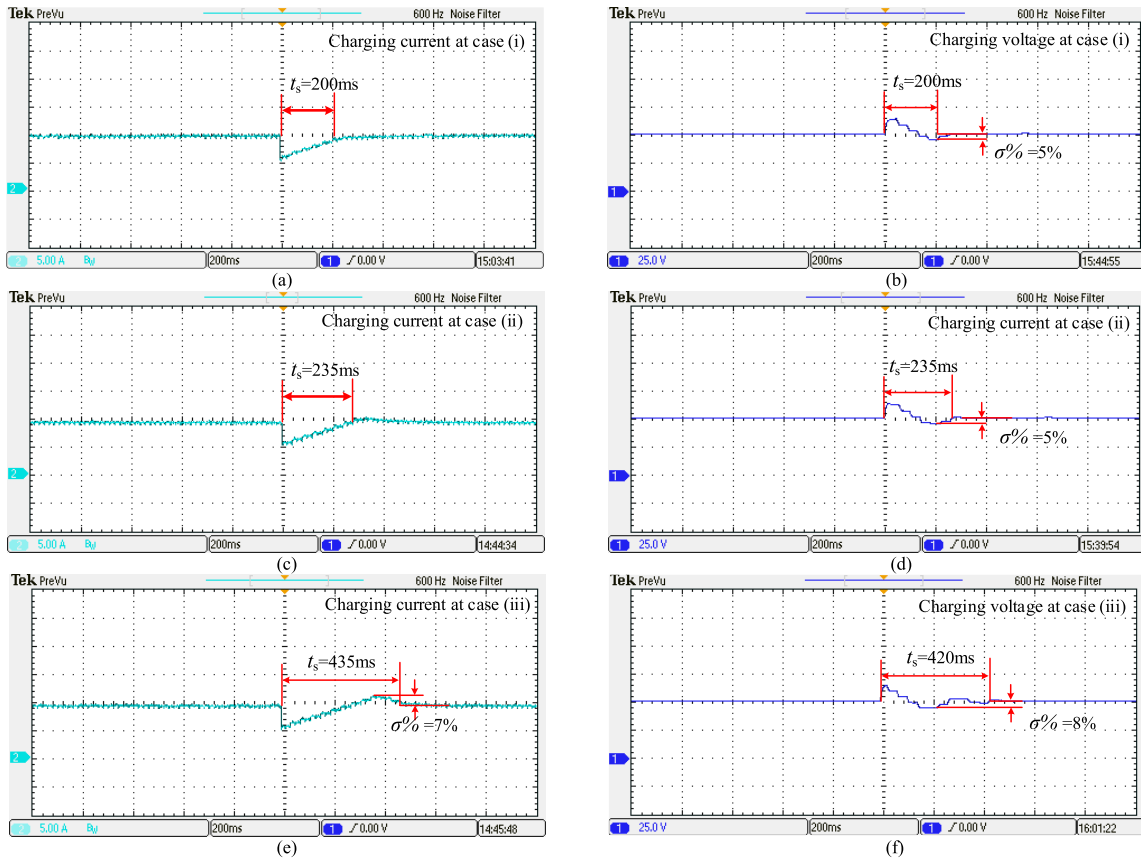 Tek PreVu 600 Hz Noise Filter
Charging current at case (i)
ts=200ms
2
2 5.00 A BW 200ms 1 0.00 V 15:03:41
(a)
Tek PreVu 600 Hz Noise Filter
Charging voltage at case (i)
ts=200ms
σ% =5%
1
1 25.0 V 200ms 1 0.00 V 15:44:55
(b)
Tek PreVu 600 Hz Noise Filter
Charging current at case (ii)
ts=235ms
2
2 5.00 A BW 200ms 1 0.00 V 14:44:34
(c)
Tek PreVu 600 Hz Noise Filter
Charging current at case (ii)
ts=235ms
σ% =5%
1
1 25.0 V 200ms 1 0.00 V 15:39:54
(d)
Tek PreVu 600 Hz Noise Filter
Charging current at case (iii)
ts=435ms
σ% =7%
2
2 5.00 A BW 200ms 1 0.00 V 14:45:48
(e)
Tek PreVu 600 Hz Noise Filter
Charging voltage at case (iii)
ts=420ms
σ% =8%
1
1 25.0 V 200ms 1 0.00 V 16:01:22
(f)